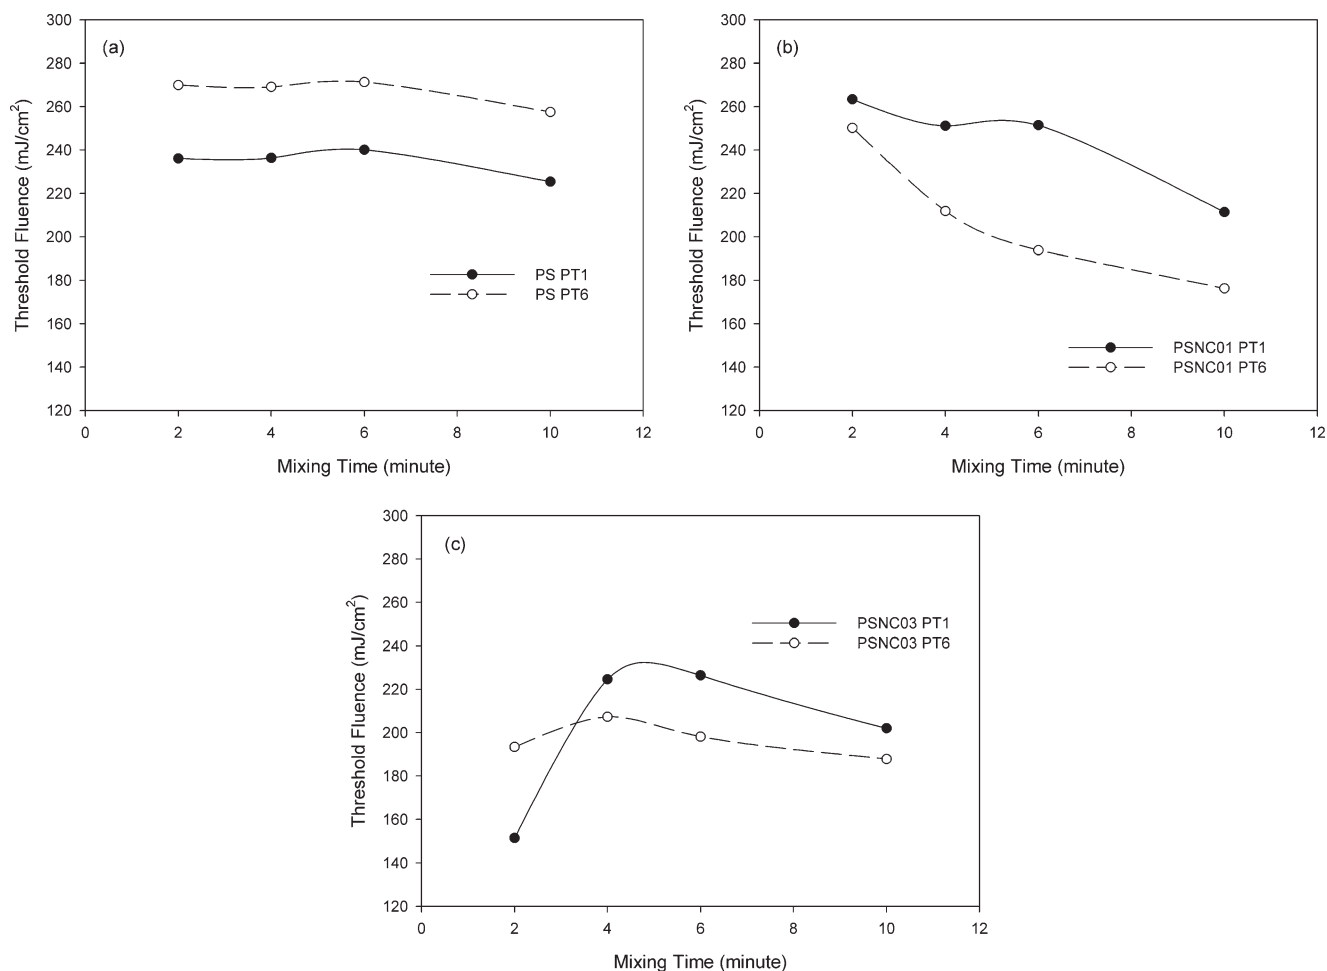 (a)
300
280
260
240
220
200
180
160
140
120
Threshold Fluence (mJ/cm²)
PS PT1
PS PT6
0 2 4 6 8 10 12
Mixing Time (minute)
(b)
300
280
260
240
220
200
180
160
140
120
Threshold Fluence (mJ/cm²)
PSNC01 PT1
PSNC01 PT6
0 2 4 6 8 10 12
Mixing Time (minute)
(c)
300
280
260
240
220
200
180
160
140
120
Threshold Fluence (mJ/cm²)
PSNC03 PT1
PSNC03 PT6
0 2 4 6 8 10 12
Mixing Time (minute)